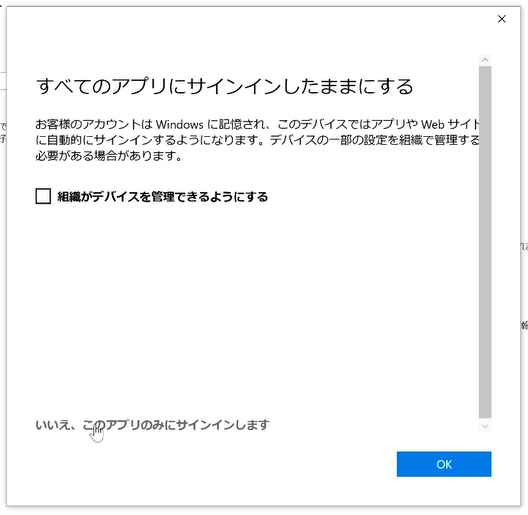 すべてのアプリにサインインしたままにする
お客様のアカウントは Windows に記憶され、このデバイスではアプリや Web サイト
に自動的にサインインするようになります。デバイスの一部の設定を組織で管理する
必要がある場合があります。
組織がデバイスを管理できるようにする
いいえ、このアプリのみにサインインします
OK